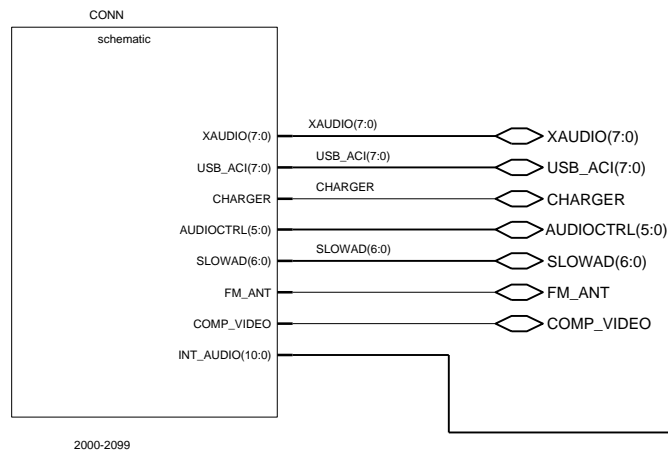 CONN
schematic
XAUDIO(7:0) XAUDIO(7:0) XAUDIO(7:0)
USB_ACI(7:0) USB_ACI(7:0) USB_ACI(7:0)
CHARGER CHARGER CHARGER
AUDIOCTRL(5:0) AUDIOCTRL(5:0)
SLOWAD(6:0) SLOWAD(6:0) SLOWAD(6:0)
FM_ANT FM_ANT
COMP_VIDEO COMP_VIDEO
INT_AUDIO(10:0)
2000-2099